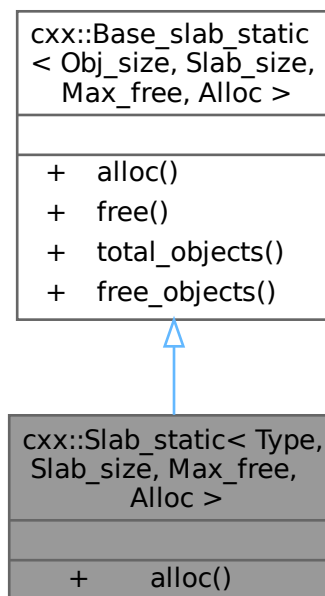 cxx::Base_slab_static
< Obj_size, Slab_size,
Max_free, Alloc >
+ alloc()
+ free()
+ total_objects()
+ free_objects()
cxx::Slab_static< Type,
Slab_size, Max_free,
Alloc >
+ alloc()